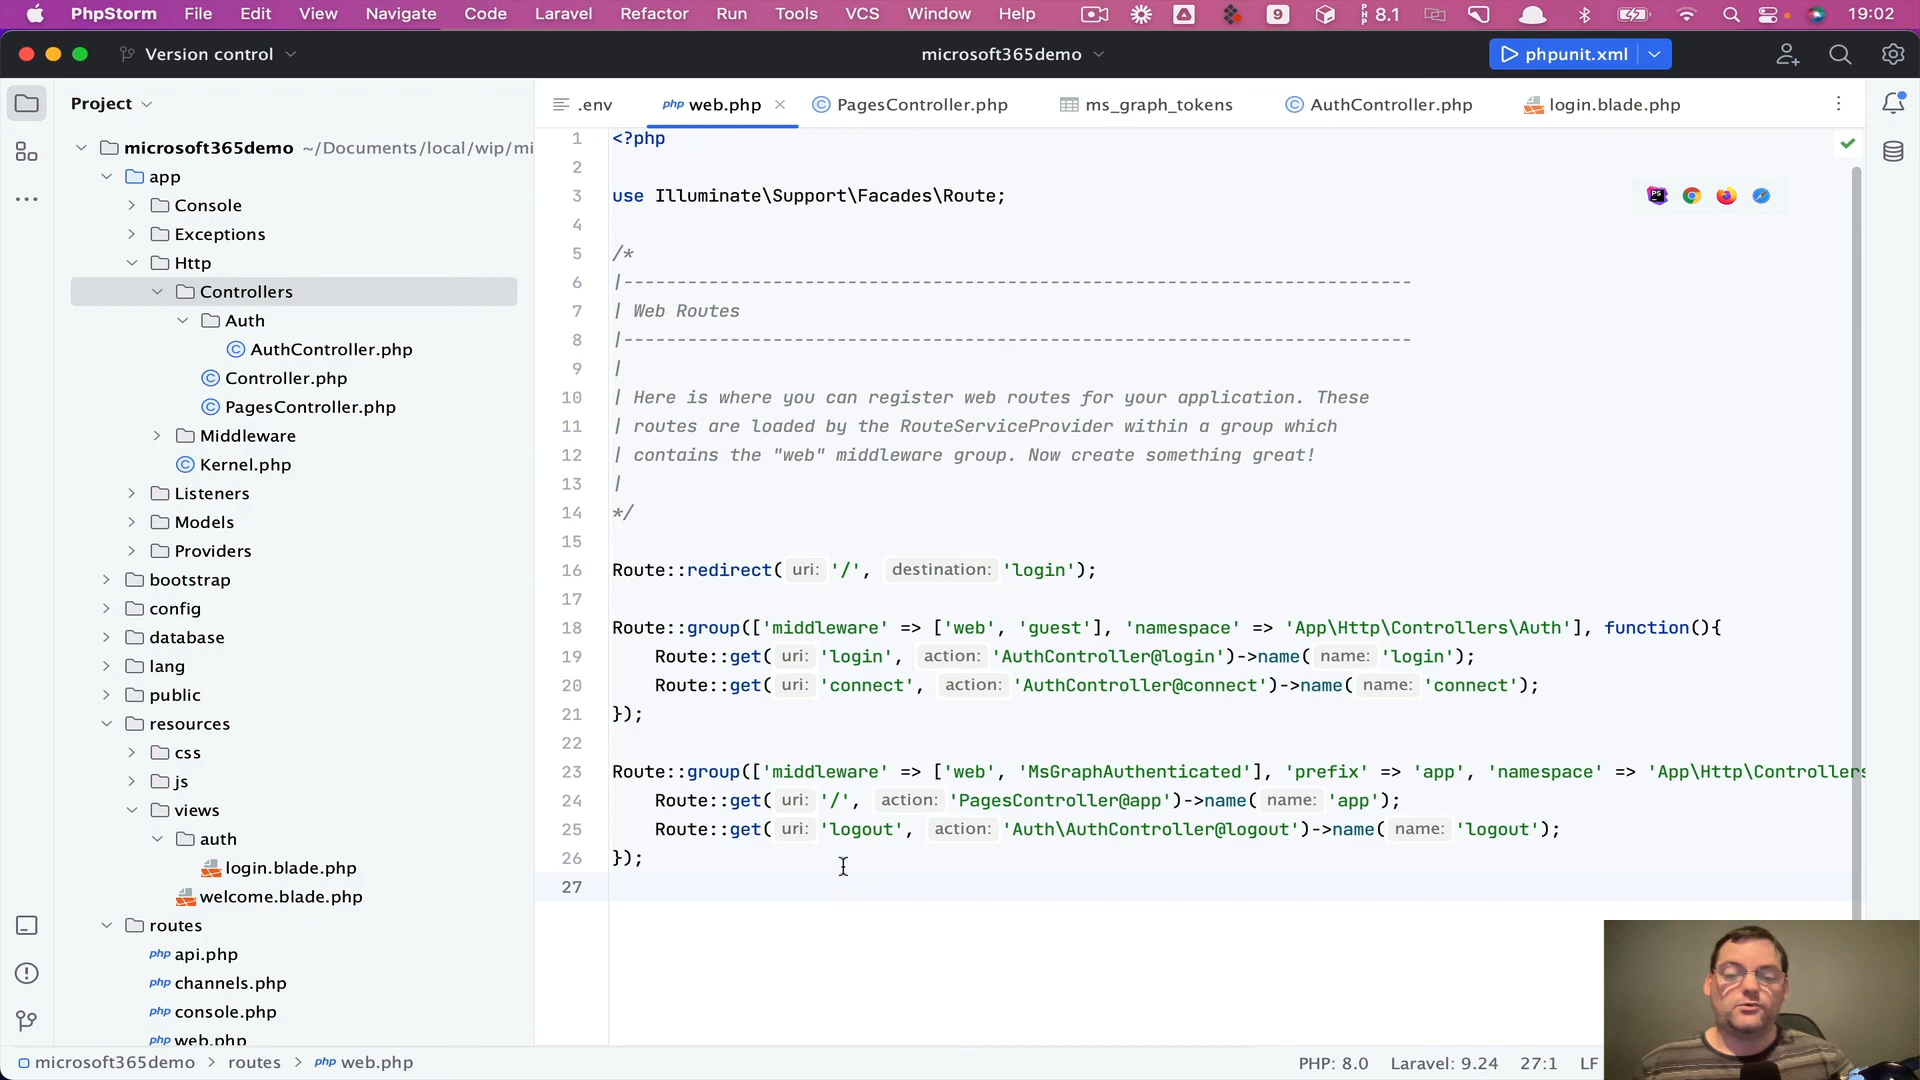 PhpStorm File Edit View Navigate Code Laravel Refactor Run Tools VCS Window Help 9 PHP 8.1 19:02
Version control microsoft365demo phpunit.xml
Project .env php web.php PagesController.php ms_graph_tokens AuthController.php login.blade.php
microsoft365demo ~/Documents/local/wip/mi
app
Console
Exceptions
Http
Controllers
Auth
AuthController.php
Controller.php
PagesController.php
Middleware
Kernel.php
Listeners
Models
Providers
bootstrap
config
database
lang
public
resources
css
js
views
auth
login.blade.php
welcome.blade.php
routes
php api.php
php channels.php
php console.php
php web.php
1 <?php
2
3 use Illuminate\Support\Facades\Route;
4
5 /*
6 |--------------------------------------------------------------------------
7 | Web Routes
8 |--------------------------------------------------------------------------
9 |
10 | Here is where you can register web routes for your application. These
11 | routes are loaded by the RouteServiceProvider within a group which
12 | contains the "web" middleware group. Now create something great!
13 |
14 */
15
16 Route::redirect( uri: '/', destination: 'login');
17
18 Route::group(['middleware' => ['web', 'guest'], 'namespace' => 'App\Http\Controllers\Auth'], function(){
19 Route::get( uri: 'login', action: 'AuthController@login')->name( name: 'login');
20 Route::get( uri: 'connect', action: 'AuthController@connect')->name( name: 'connect');
21 });
22
23 Route::group(['middleware' => ['web', 'MsGraphAuthenticated'], 'prefix' => 'app', 'namespace' => 'App\Http\Controllers
24 Route::get( uri: '/', action: 'PagesController@app')->name( name: 'app');
25 Route::get( uri: 'logout', action: 'Auth\AuthController@logout')->name( name: 'logout');
26 });
27
microsoft365demo > routes > php web.php PHP: 8.0 Laravel: 9.24 27:1 LF